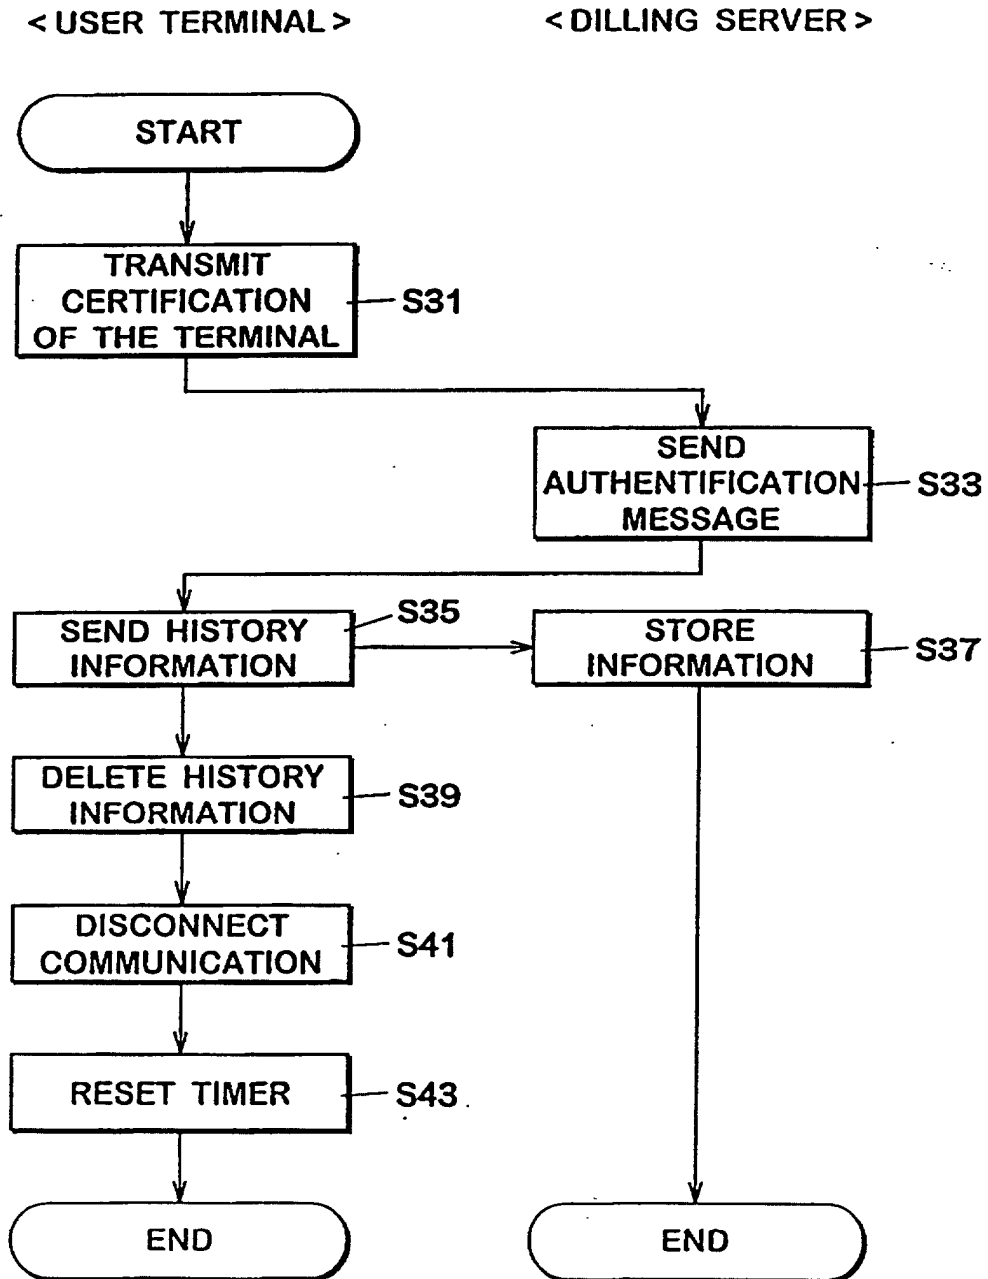 <USER TERMINAL>
<DILLING SERVER>
START
TRANSMIT
CERTIFICATION
OF THE TERMINAL
S31
SEND
AUTHENTIFICATION
MESSAGE
S33
SEND HISTORY
INFORMATION
S35
STORE
INFORMATION
S37
DELETE HISTORY
INFORMATION
S39
DISCONNECT
COMMUNICATION
S41
RESET TIMER
S43
END
END